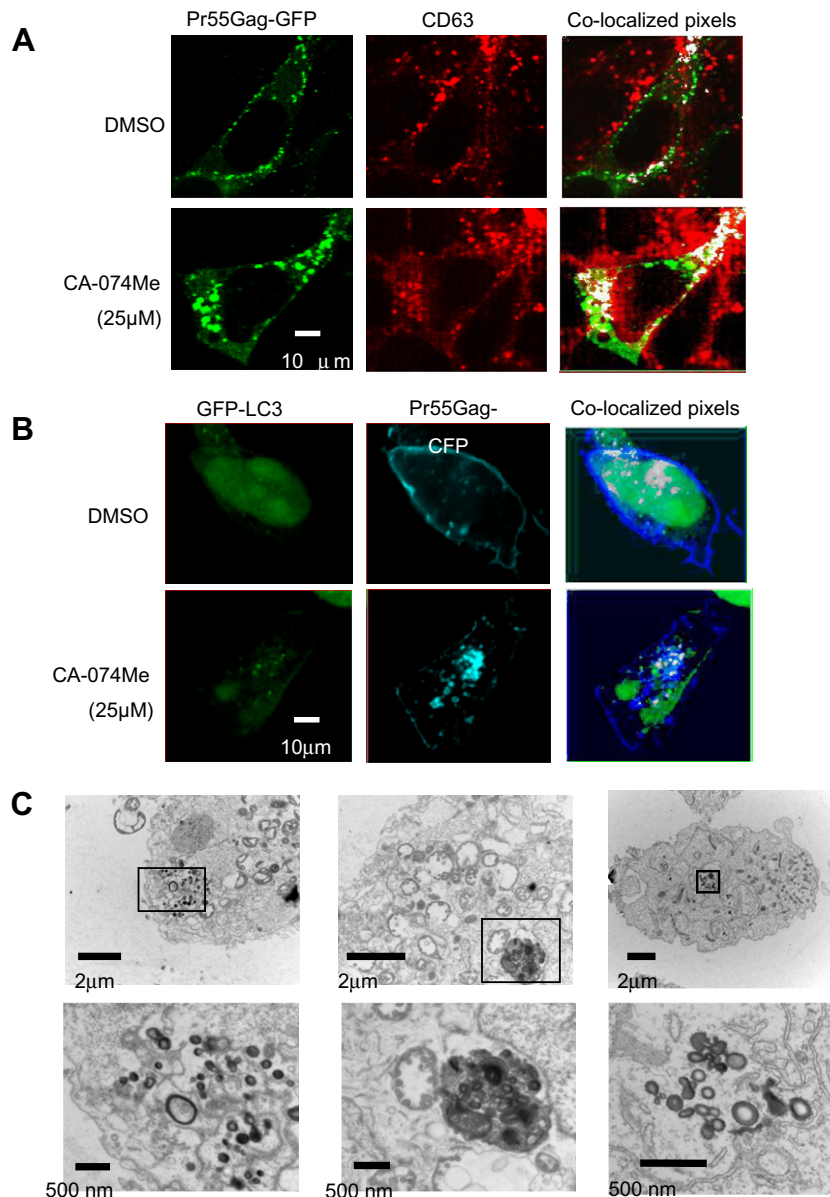 A
Pr55Gag-GFP
CD63
Co-localized pixels
DMSO
CA-074Me
(25μM)
10 μ m
B
GFP-LC3
Pr55Gag-
CFP
Co-localized pixels
DMSO
CA-074Me
(25μM)
10μm
C
2μm
2μm
2μm
500 nm
500 nm
500 nm